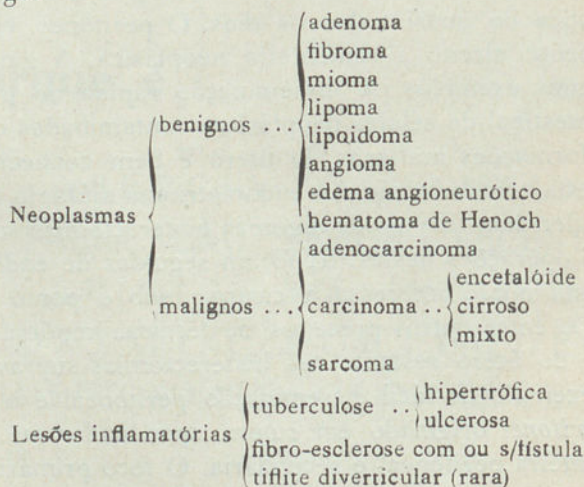 adenoma
fibroma
mioma
benignos ... lipoma
lipoidoma
angioma
edema angioneurótico
Neoplasmas
hematoma de Henoch
adenocarcinoma
encefalóide
malignos ... carcinoma .. cirroso
mixto
sarcoma
hipertrófica
tuberculose ..
ulcerosa
Lesões inflamatórias
fibro-esclerose com ou s/fístula
tiflite diverticular (rara)